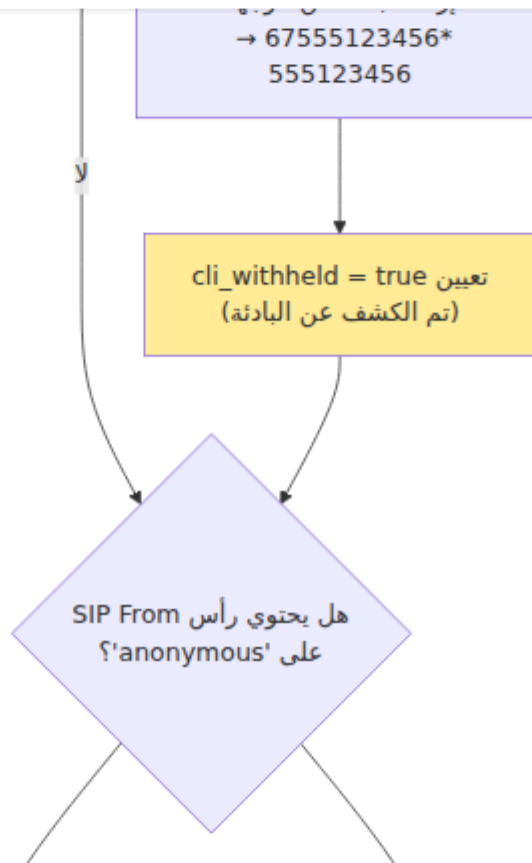 → 67555123456*
555123456
لا
تعيين cli_withheld = true
(تم الكشف عن البادئة)
هل يحتوي رأس SIP From
على 'anonymous'؟